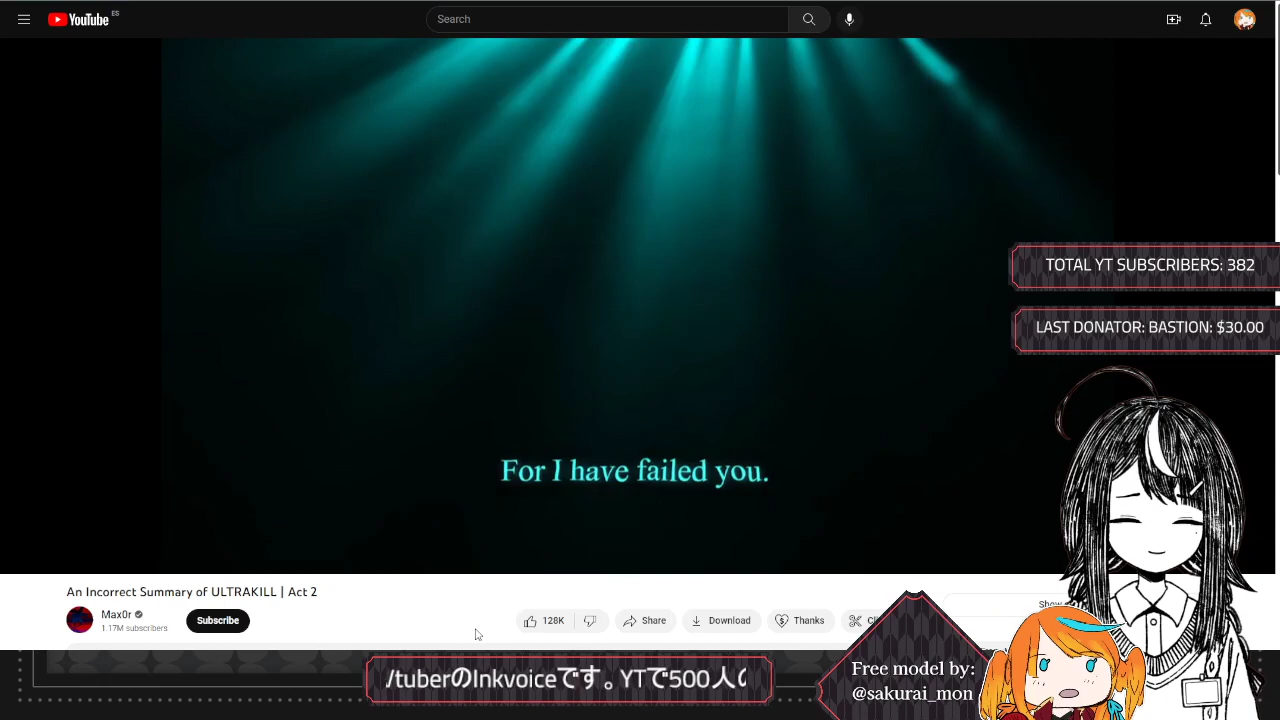 YouTube ES
Search
TOTAL YT SUBSCRIBERS: 382
LAST DONATOR: BASTION: $30.00
For I have failed you.
An Incorrect Summary of ULTRAKILL | Act 2
Max0r
1.17M subscribers
Subscribe
128K
Share
Download
Thanks
/tuberのInkvoiceです。YTで500人
Free model by:
@sakurai_mon